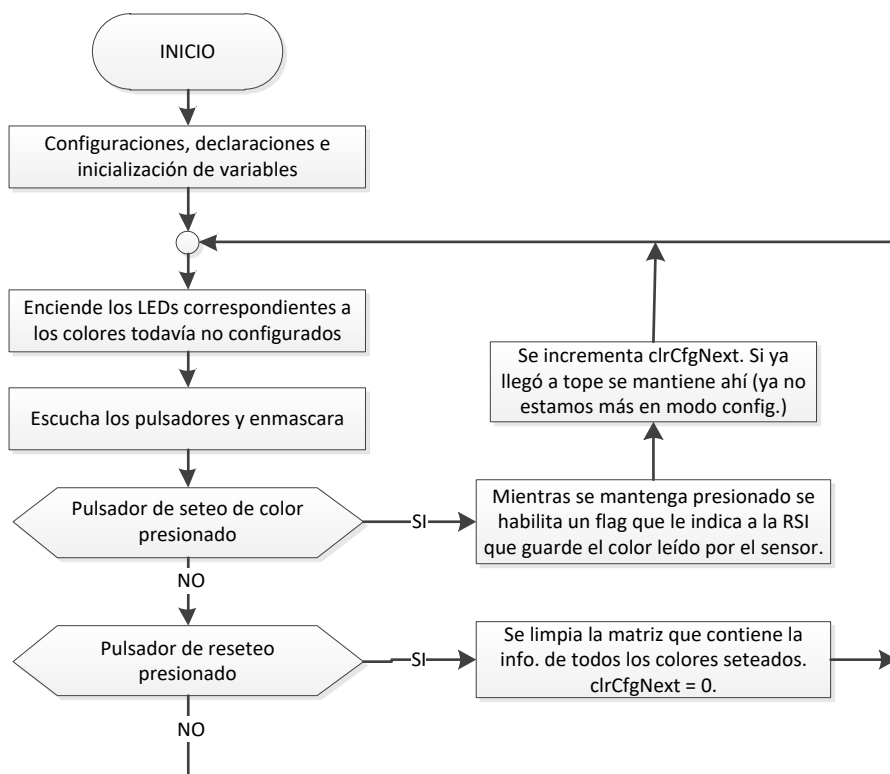 INICIO
Configuraciones, declaraciones e
inicialización de variables
Enciende los LEDs correspondientes a
los colores todavía no configurados
Escucha los pulsadores y enmascara
Pulsador de seteo de color
presionado
SI
Mientras se mantenga presionado se
habilita un flag que le indica a la RSI
que guarde el color leído por el sensor.
Se incrementa clrCfgNext. Si ya
llegó a tope se mantiene ahí (ya no
estamos más en modo config.)
NO
Pulsador de reseteo
presionado
SI
Se limpia la matriz que contiene la
info. de todos los colores seteados.
clrCfgNext = 0.
NO